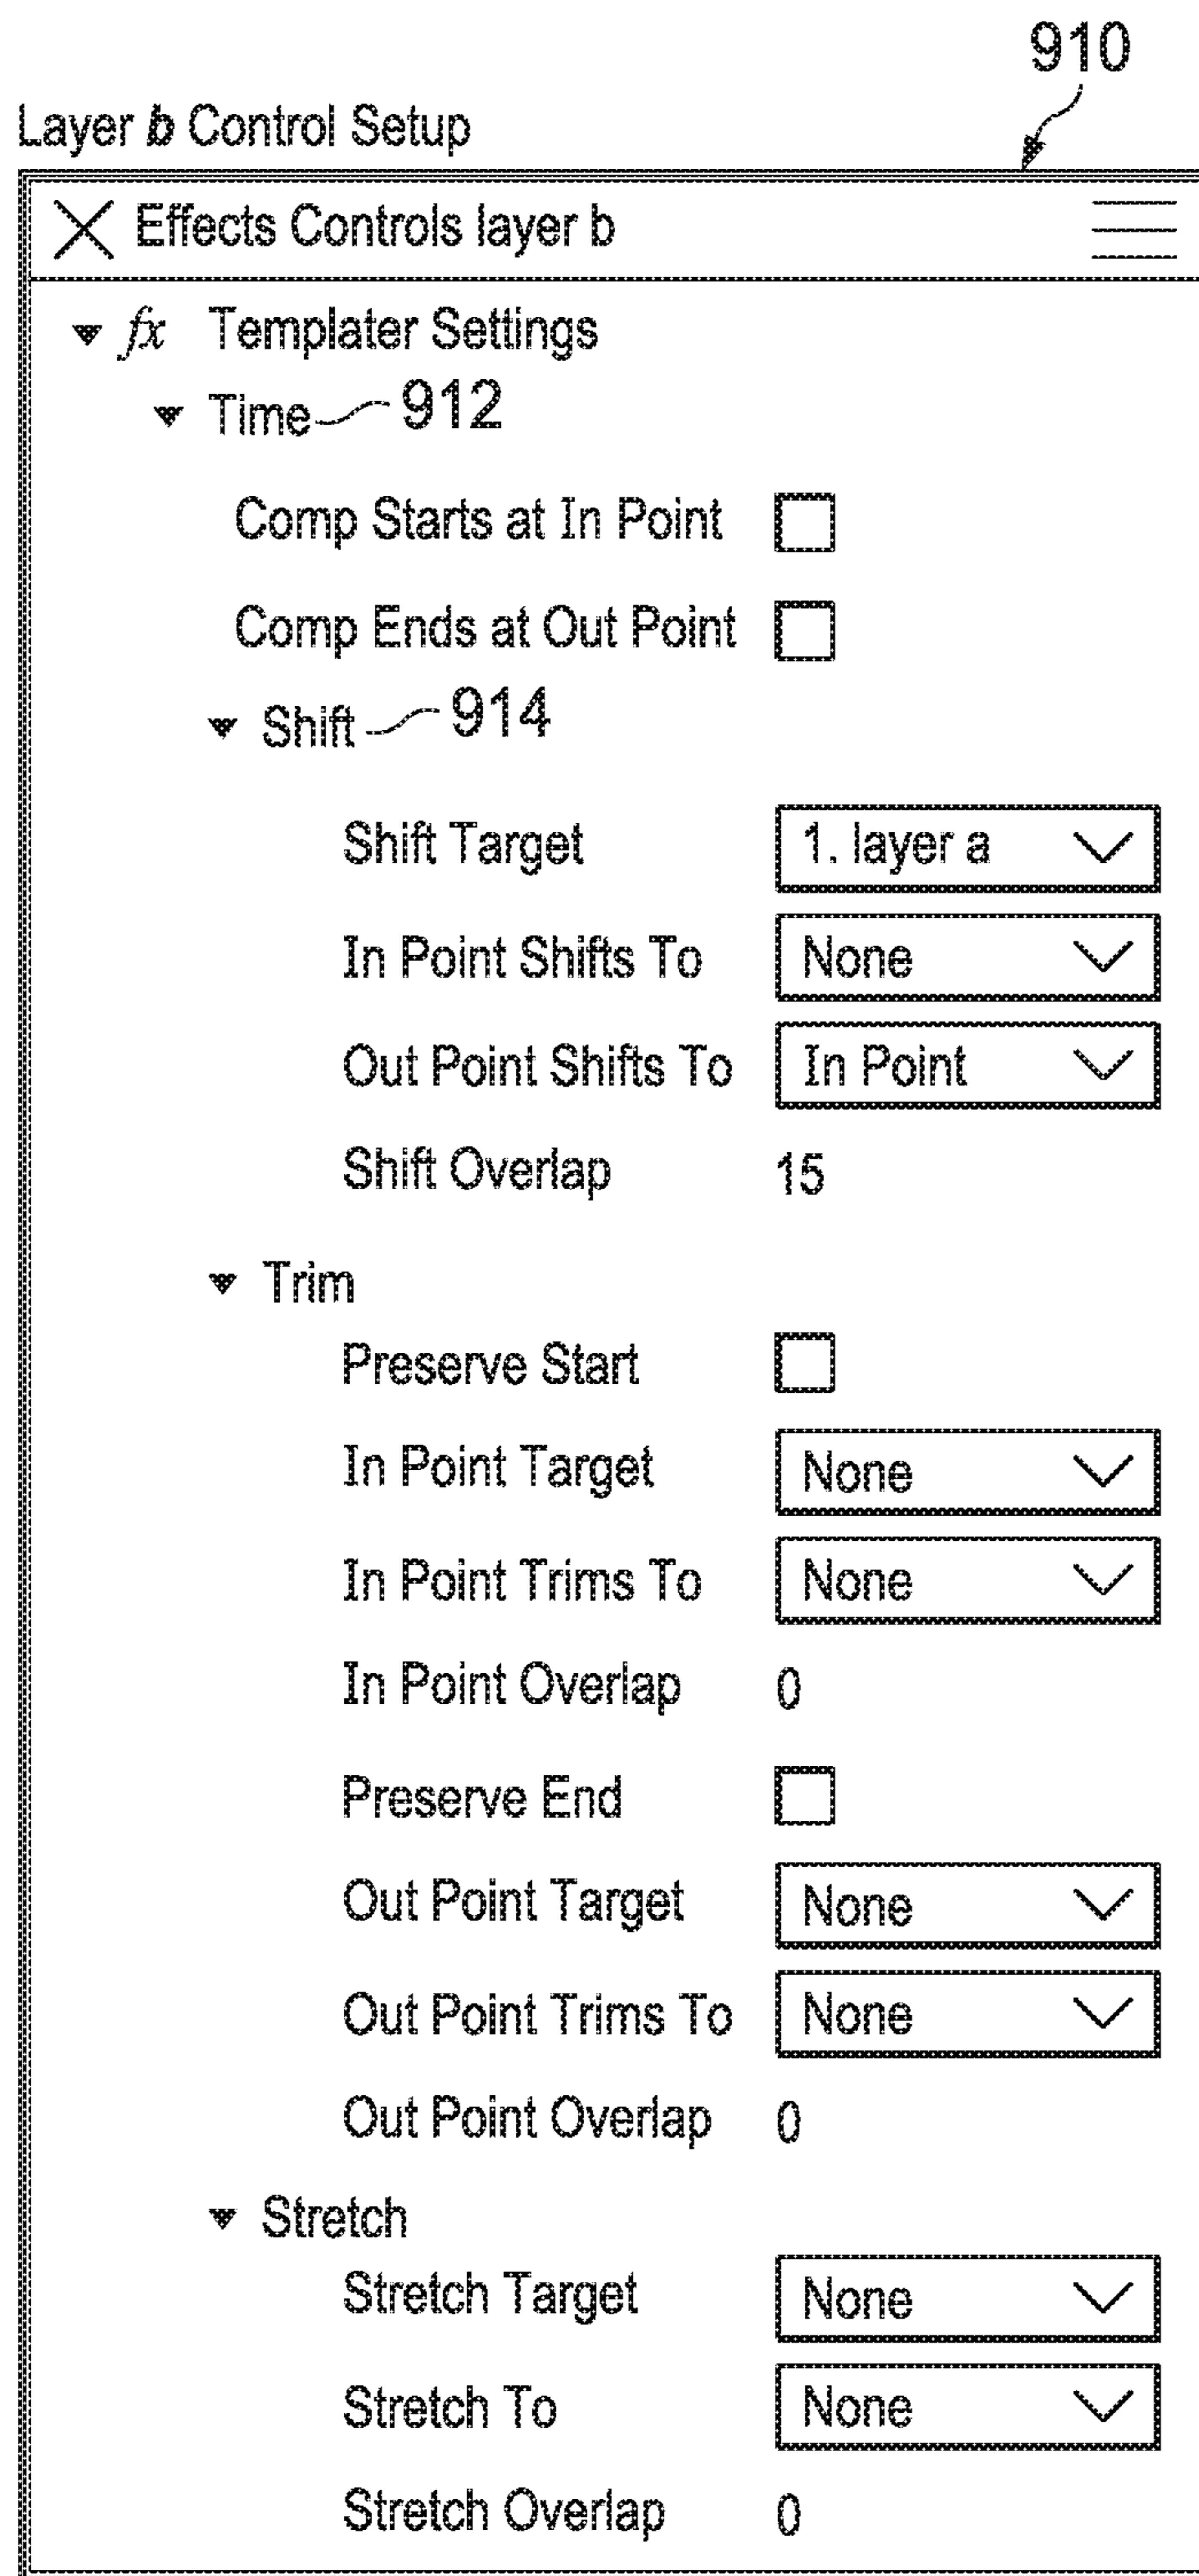 910
Layer b Control Setup
Effects Controls layer b
fx Templater Settings
Time 912
Comp Starts at In Point
Comp Ends at Out Point
Shift 914
Shift Target 1. layer a
In Point Shifts To None
Out Point Shifts To In Point
Shift Overlap 15
Trim
Preserve Start
In Point Target None
In Point Trims To None
In Point Overlap 0
Preserve End
Out Point Target None
Out Point Trims To None
Out Point Overlap 0
Stretch
Stretch Target None
Stretch To None
Stretch Overlap 0